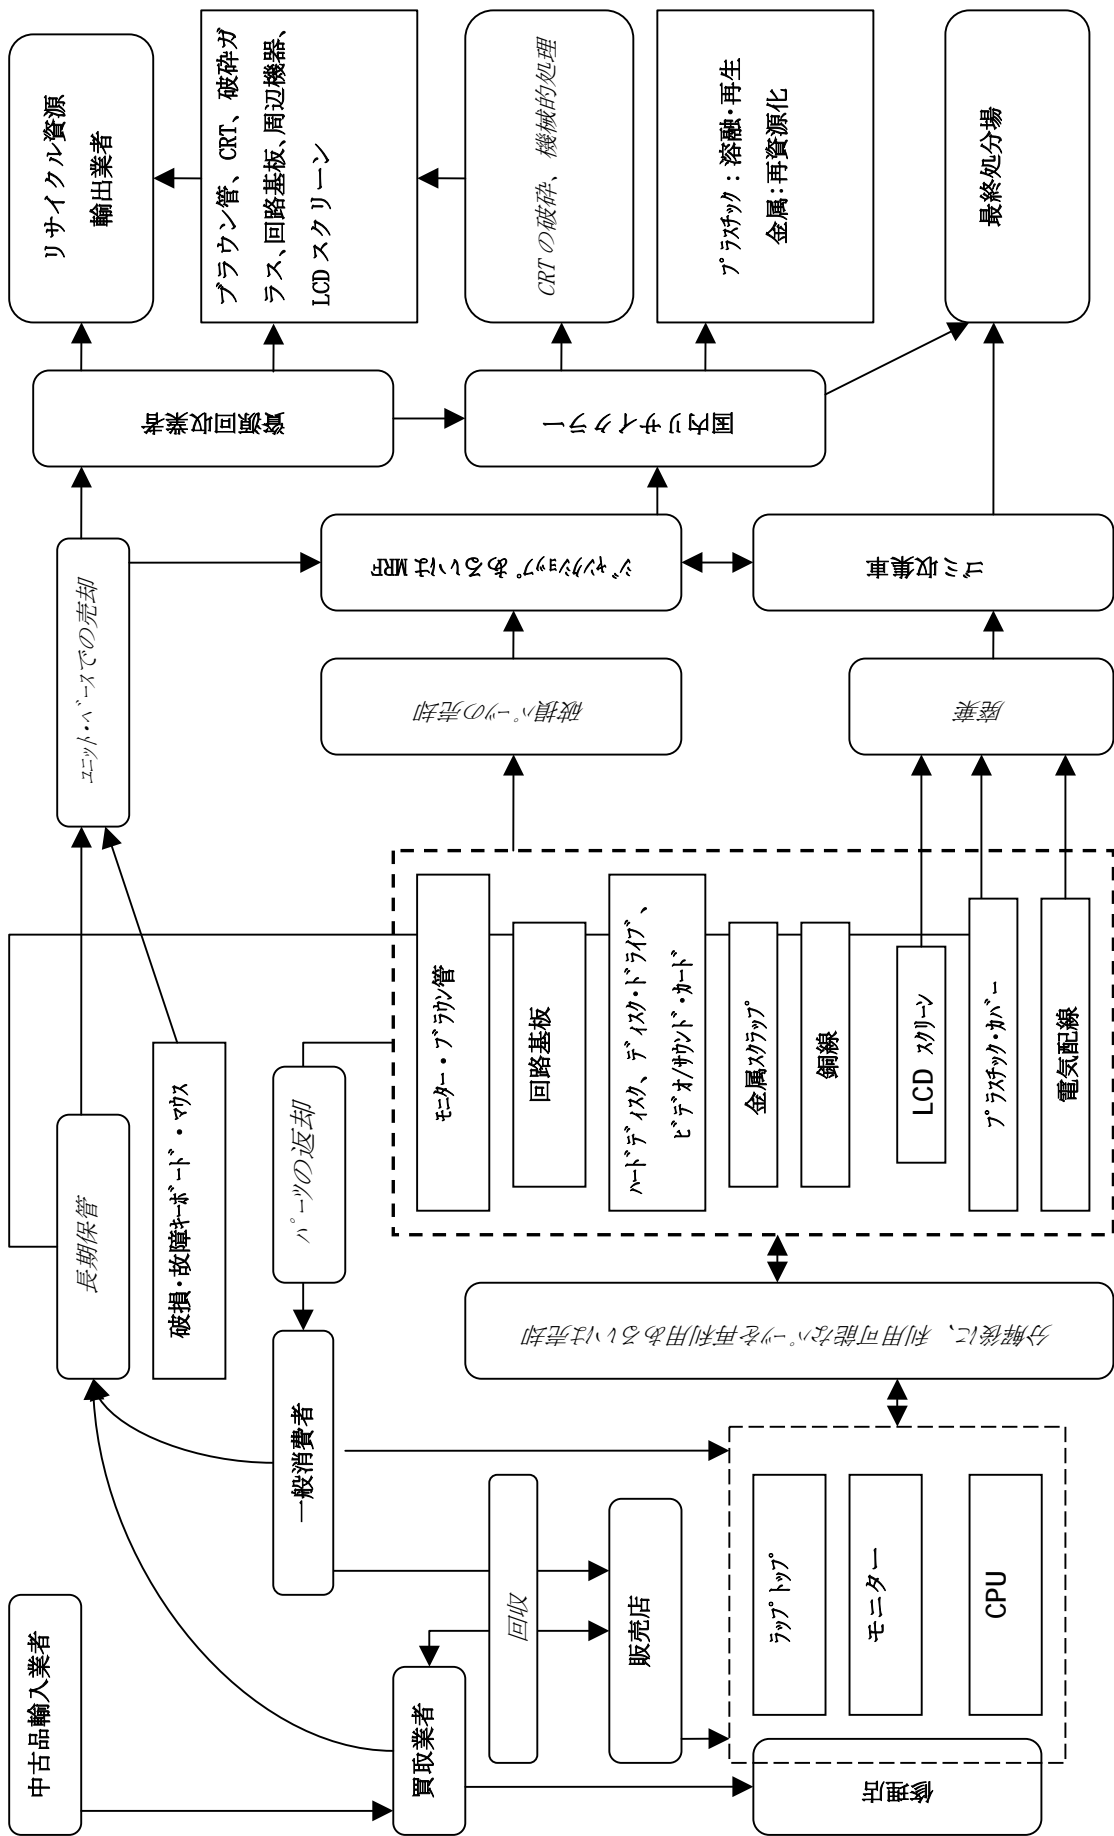 中古品輸入業者
買取業者
回収
販売店
修理店
一般消費者
ラップトップ
モニター
CPU
長期保管
破損・故障キーボード・マウス
パーツの返却
分解後に、利用可能なパーツを再利用あるいは売却
モニター・ブラウン管
回路基板
ハードディスク、ディスク・ドライブ、
ビデオ/サウンド・カード
金属スクラップ
銅線
LCD スクリーン
プラスチック・カバー
電気配線
ユニット・ベースでの売却
破損パーツの売却
廃棄
ジャンクショップあるいは MRF
ゴミ収集車
資源回収業者
国内リサイクラー
リサイクル資源
輸出業者
ブラウン管、CRT、破砕ガ
ラス、回路基板、周辺機器、
LCD スクリーン
CRT の破砕、機械的処理
プラスチック：溶融・再生
金属：再資源化
最終処分場